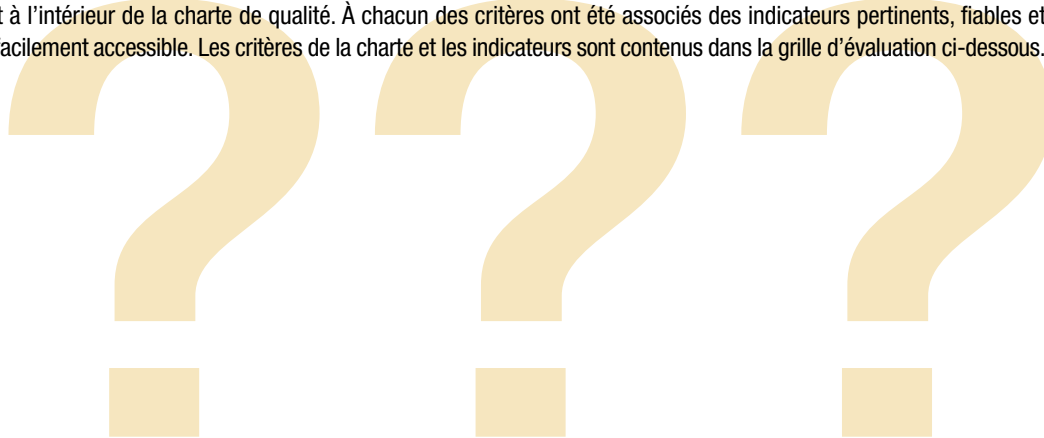 t à l’intérieur de la charte de qualité. À chacun des critères ont été associés des indicateurs pertinents, fiables et
facilement accessible. Les critères de la charte et les indicateurs sont contenus dans la grille d’évaluation ci-dessous.
? ? ?